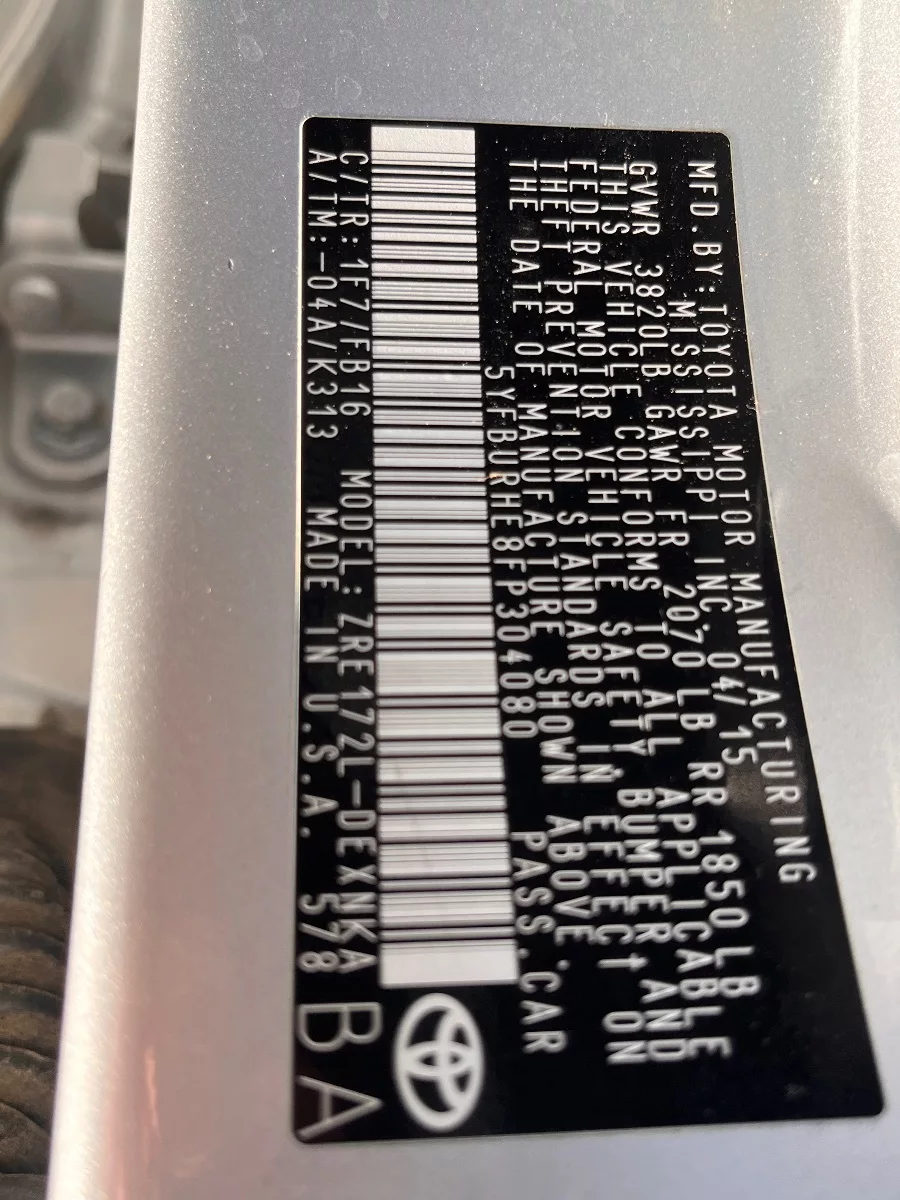 MFD.BY:TOYOTA MOTOR MANUFACTURING
MISSISSIPPI INC. 04/15
GVWR 3820LB GAWR FR 2070 LB RR 1850 LB
THIS VEHICLE CONFORMS TO ALL APPLICABLE
FEDERAL MOTOR VEHICLE SAFETY, BUMPER, AND
THEFT PREVENTION STANDARDS IN EFFECT ON
THE DATE OF MANUFACTURE SHOWN ABOVE.
5YFBURHE8FP304080 PASS.CAR
C/TR:1F7/FB16 MODEL:ZRE172L-DEXNKA
A/TM:-04A/K313 MADE IN U.S.A. 578
BA